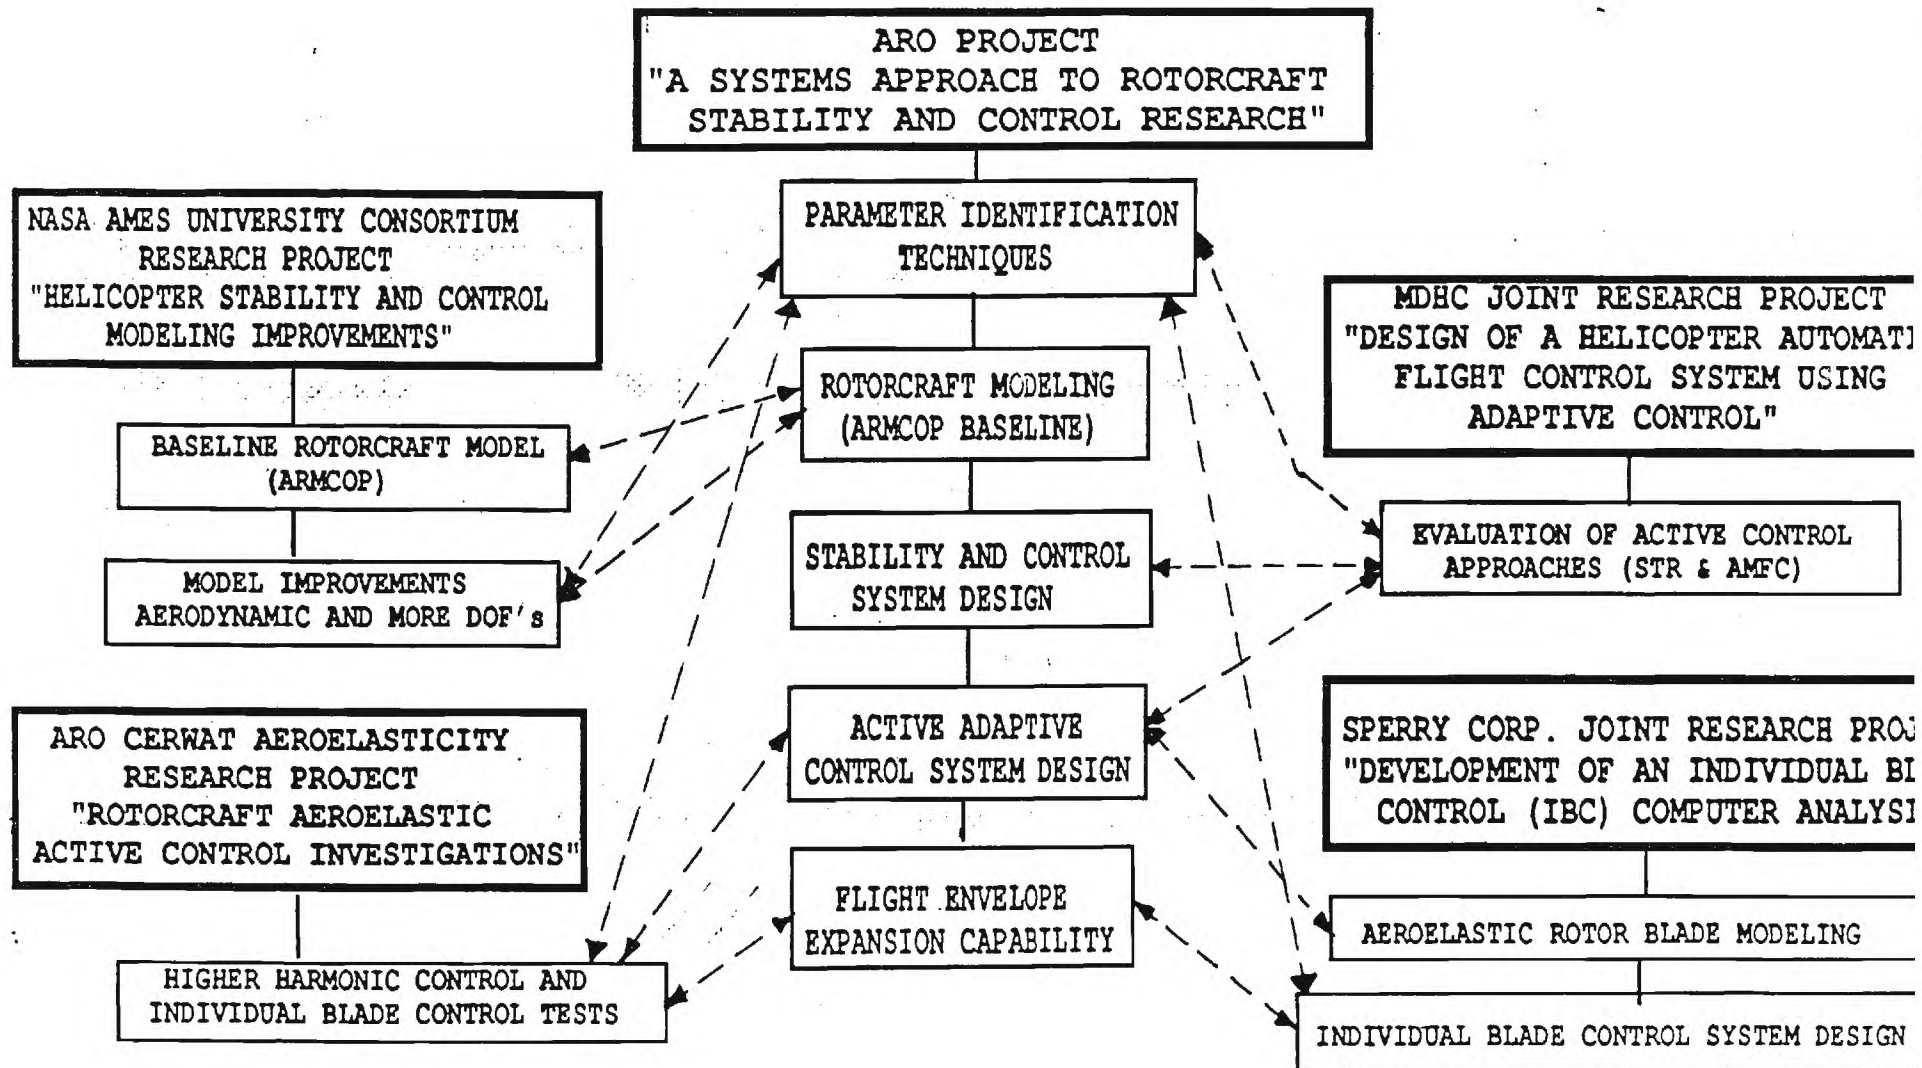 ARO PROJECT
"A SYSTEMS APPROACH TO ROTORCRAFT
STABILITY AND CONTROL RESEARCH"
NASA AMES UNIVERSITY CONSORTIUM
RESEARCH PROJECT
"HELICOPTER STABILITY AND CONTROL
MODELING IMPROVEMENTS"
BASELINE ROTORCRAFT MODEL
(ARMCOP)
MODEL IMPROVEMENTS
AERODYNAMIC AND MORE DOF's
ARO CERWAT AEROELASTICITY
RESEARCH PROJECT
"ROTORCRAFT AEROELASTIC
ACTIVE CONTROL INVESTIGATIONS"
HIGHER HARMONIC CONTROL AND
INDIVIDUAL BLADE CONTROL TESTS
PARAMETER IDENTIFICATION
TECHNIQUES
ROTORCRAFT MODELING
(ARMCOP BASELINE)
STABILITY AND CONTROL
SYSTEM DESIGN
ACTIVE ADAPTIVE
CONTROL SYSTEM DESIGN
FLIGHT ENVELOPE
EXPANSION CAPABILITY
MDHC JOINT RESEARCH PROJECT
"DESIGN OF A HELICOPTER AUTOMATI
FLIGHT CONTROL SYSTEM USING
ADAPTIVE CONTROL"
EVALUATION OF ACTIVE CONTROL
APPROACHES (STR & AMFC)
SPERRY CORP. JOINT RESEARCH PROJ
"DEVELOPMENT OF AN INDIVIDUAL BL
CONTROL (IBC) COMPUTER ANALYSI
AEROELASTIC ROTOR BLADE MODELING
INDIVIDUAL BLADE CONTROL SYSTEM DESIGN